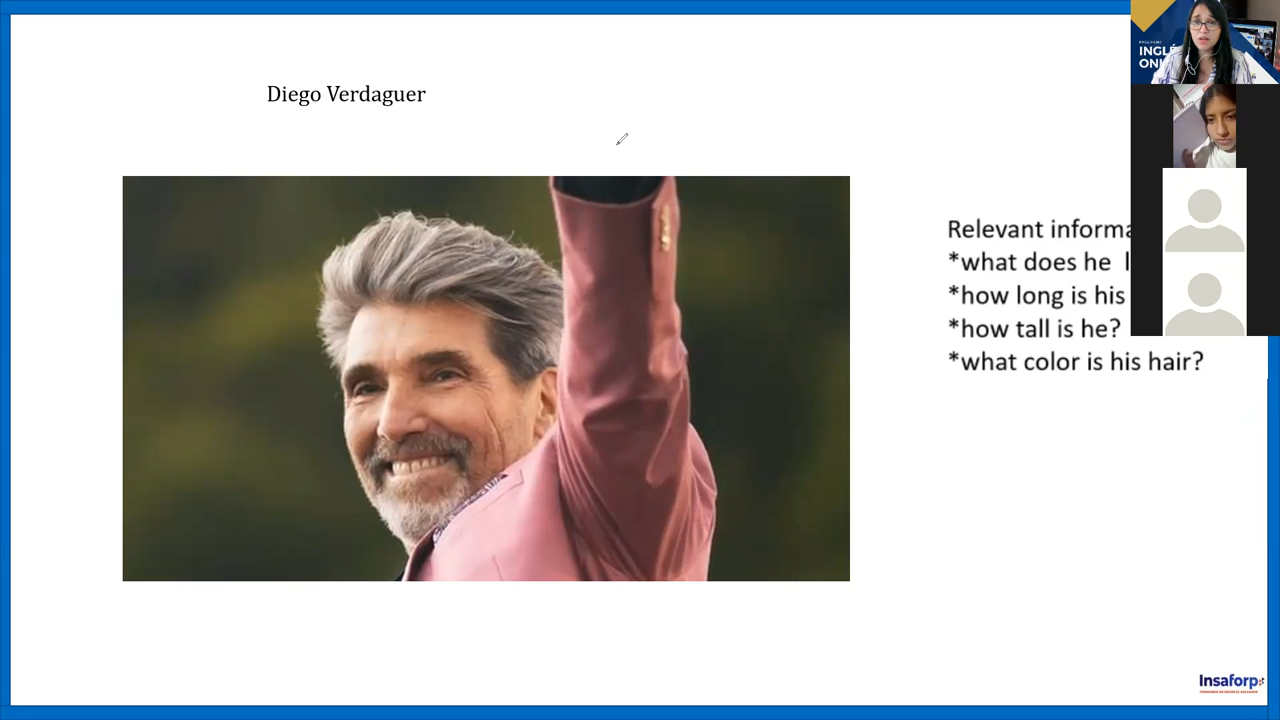 Diego Verdaguer
Relevant informa
*what does he l
*how long is his
*how tall is he?
*what color is his hair?
INGLÉ
ONL
Insaforp